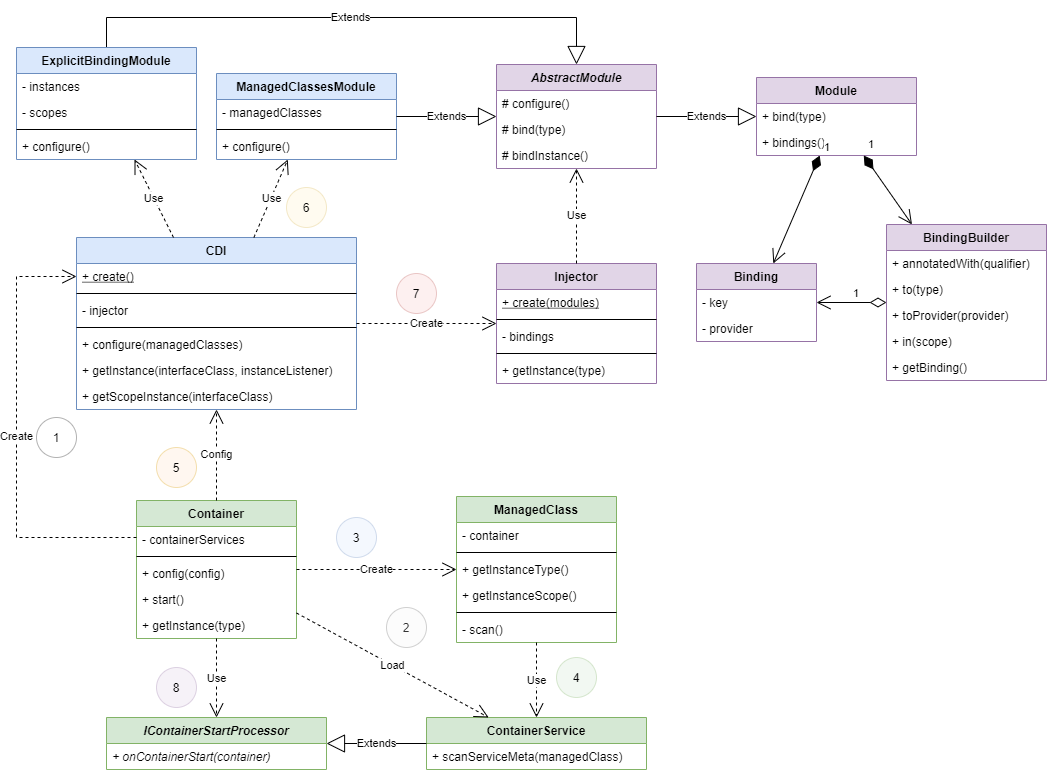 Extends
ExplicitBindingModule
- instances
- scopes
+ configure()
ManagedClassesModule
- managedClasses
+ configure()
Extends
AbstractModule
# configure()
# bind(type)
# bindInstance()
Extends
Module
+ bind(type)
+ bindings()
1
1
Use
Use
6
Use
CDI
+ create()
- injector
+ configure(managedClasses)
+ getInstance(interfaceClass, instanceListener)
+ getScopeInstance(interfaceClass)
7
Create
Injector
+ create(modules)
- bindings
+ getInstance(type)
Binding
- key
- provider
1
BindingBuilder
+ annotatedWith(qualifier)
+ to(type)
+ toProvider(provider)
+ in(scope)
+ getBinding()
Create
1
5
Config
Container
- containerServices
+ config(config)
+ start()
+ getInstance(type)
3
Create
ManagedClass
- container
+ getInstanceType()
+ getInstanceScope()
- scan()
2
Load
8
Use
Use
4
IContainerStartProcessor
+ onContainerStart(container)
Extends
ContainerService
+ scanServiceMeta(managedClass)